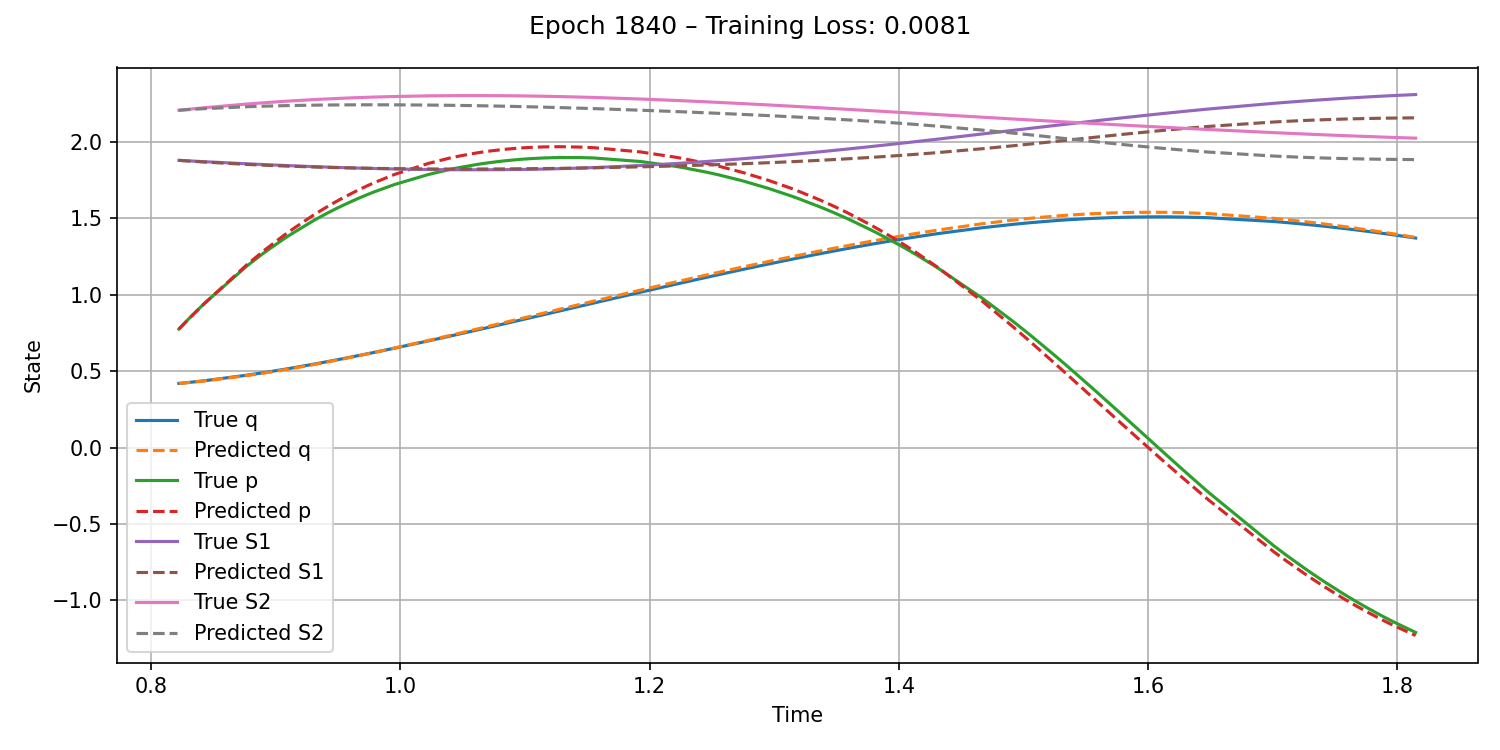 Epoch 1840 – Training Loss: 0.0081
State
2.0
1.5
1.0
0.5
0.0
−0.5
−1.0
True q
Predicted q
True p
Predicted p
True S1
Predicted S1
True S2
Predicted S2
0.8 1.0 1.2 1.4 1.6 1.8
Time